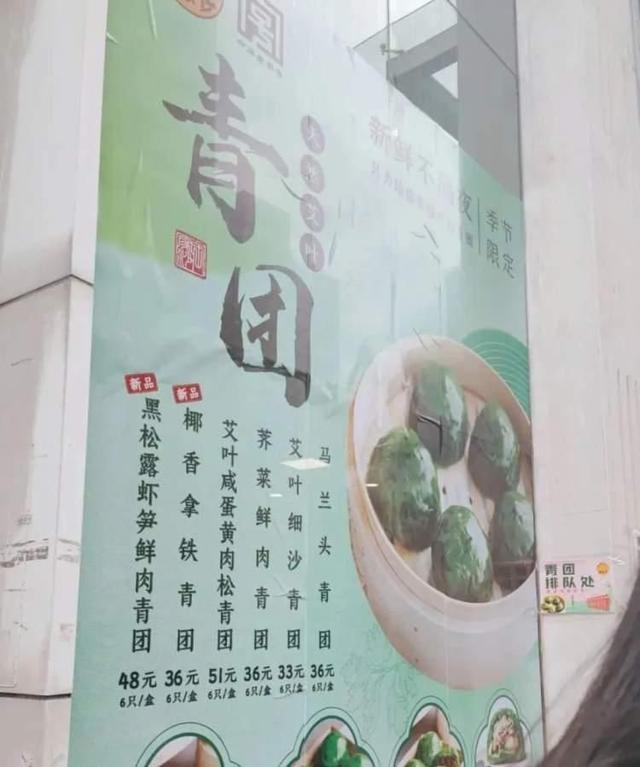 青团
新鲜不隔夜
季节
限定
新品
黑松露虾笋鲜肉青团
48元
6只/盒
新品
椰香拿铁青团
36元
6只/盒
艾叶咸蛋黄肉松青团
51元
6只/盒
荠菜鲜肉青团
36元
6只/盒
艾叶细沙青团
33元
6只/盒
马兰头青团
36元
6只/盒
青团
排队处